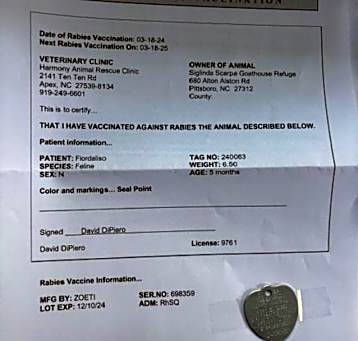 VACCINATION
Date of Rabies Vaccination: 03-18-24
Next Rabies Vaccination On: 03-18-25
VETERINARY CLINIC
Harmony Animal Rescue Clinic
2141 Ten Ten Rd
Apex, NC 27539-8134
919-249-6601
OWNER OF ANIMAL
Siglinda Scarpa Goathouse Refuge
680 Alton Alston Rd
Pittsboro, NC 27312
County:
This is to certify...
THAT I HAVE VACCINATED AGAINST RABIES THE ANIMAL DESCRIBED BELOW.
Patient Information...
PATIENT: Fiordaliso
SPECIES: Feline
SEX: N
TAG NO: 240063
WEIGHT: 6.50
AGE: 5 months
Color and markings... Seal Point
Signed David DiPiero
David DiPiero
License: 9761
Rabies Vaccine Information...
MFG BY: ZOETI
LOT EXP: 12/10/24
SER.NO: 698359
ADM: RhSQ